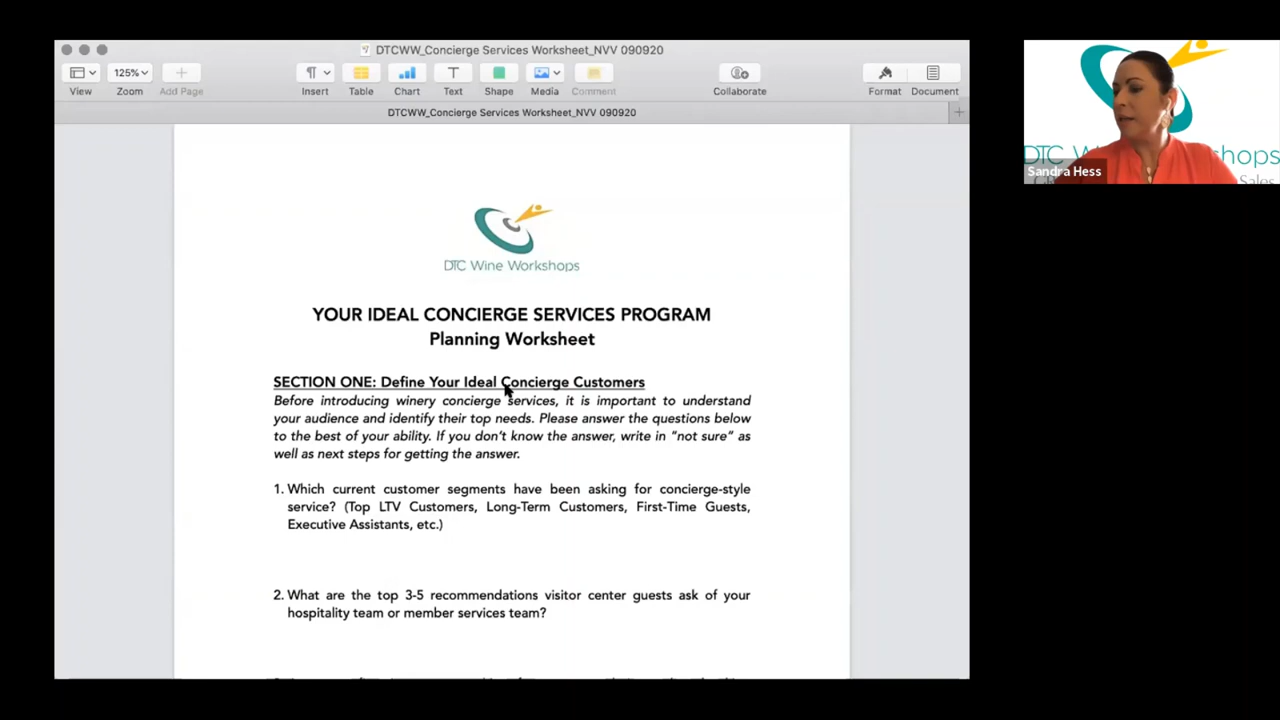 DTCWW_Concierge Services Worksheet_NVV 090920
125%
View Zoom Add Page Insert Table Chart Text Shape Media Comment Collaborate Format Document
DTCWW_Concierge Services Worksheet_NVV 090920
DTC Wine Workshops
YOUR IDEAL CONCIERGE SERVICES PROGRAM
Planning Worksheet
SECTION ONE: Define Your Ideal Concierge Customers
Before introducing winery concierge services, it is important to understand
your audience and identify their top needs. Please answer the questions below
to the best of your ability. If you don't know the answer, write in "not sure" as
well as next steps for getting the answer.
1. Which current customer segments have been asking for concierge-style
service? (Top LTV Customers, Long-Term Customers, First-Time Guests,
Executive Assistants, etc.)
2. What are the top 3-5 recommendations visitor center guests ask of your
hospitality team or member services team?
DTC W hops
Sandra Hess
Sales